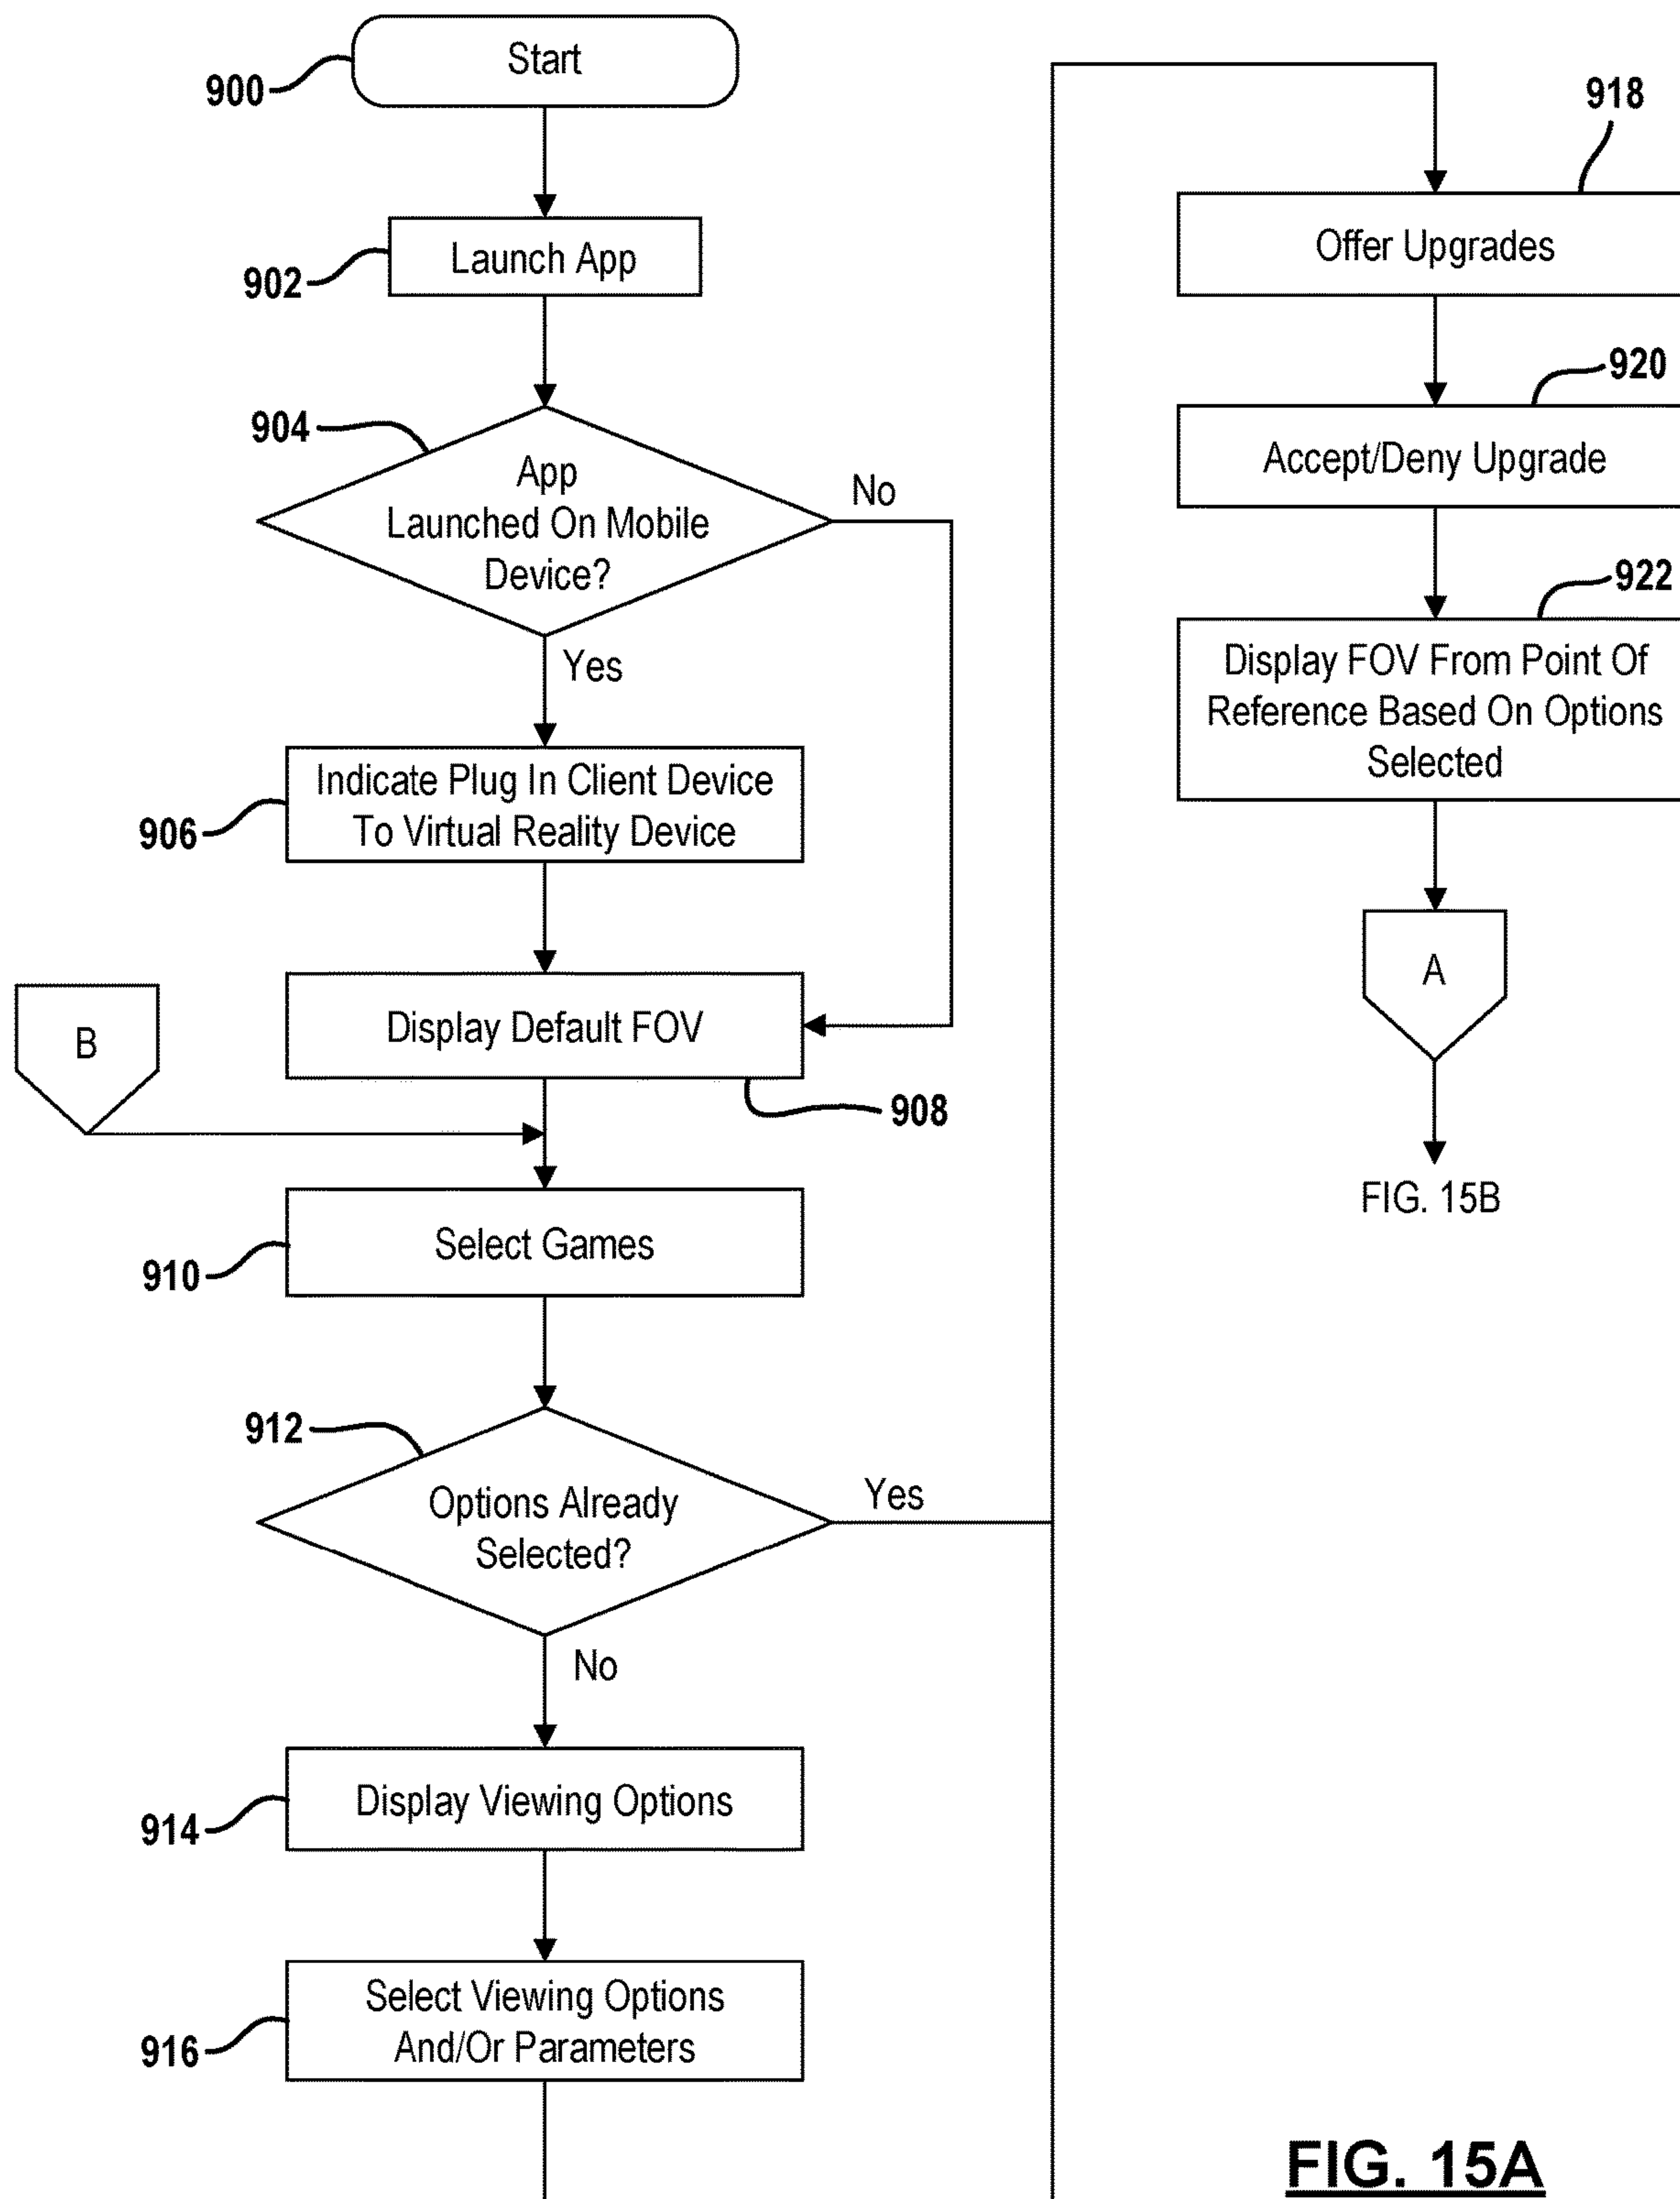 900
Start
902
Launch App
904
App
Launched On Mobile
Device?
No
Yes
906
Indicate Plug In Client Device
To Virtual Reality Device
B
Display Default FOV
908
910
Select Games
912
Options Already
Selected?
Yes
No
914
Display Viewing Options
916
Select Viewing Options
And/Or Parameters
918
Offer Upgrades
920
Accept/Deny Upgrade
922
Display FOV From Point Of
Reference Based On Options
Selected
A
FIG. 15B
FIG. 15A